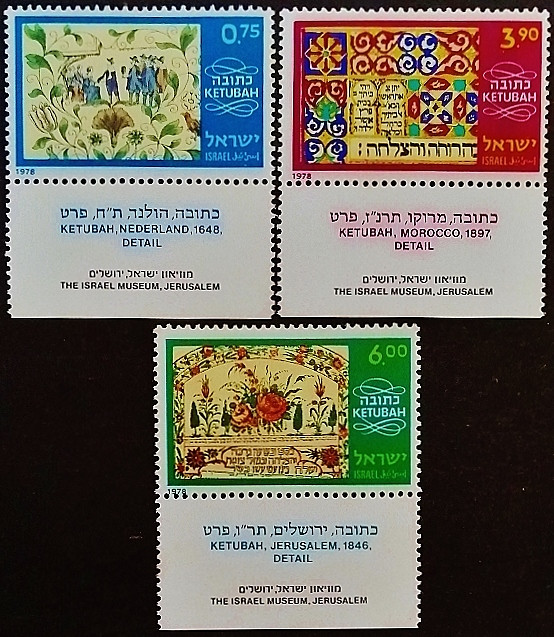 0.75
כתובה
KETUBAH
ישראל
ISRAEL اسرائيل
1978
כתובה, הולנד, ת"ח, פרט
KETUBAH, NEDERLAND, 1648,
DETAIL
מוזיאון ישראל, ירושלים
THE ISRAEL MUSEUM, JERUSALEM
3.90
כתובה
KETUBAH
ישראל
ISRAEL اسرائيل
1978
כתובה, מרוקו, תרנ"ז, פרט
KETUBAH, MOROCCO, 1897,
DETAIL
מוזיאון ישראל, ירושלים
THE ISRAEL MUSEUM, JERUSALEM
6.00
כתובה
KETUBAH
ישראל
ISRAEL اسرائيل
1978
כתובה, ירושלים, תר"ו, פרט
KETUBAH, JERUSALEM, 1846,
DETAIL
מוזיאון ישראל, ירושלים
THE ISRAEL MUSEUM, JERUSALEM